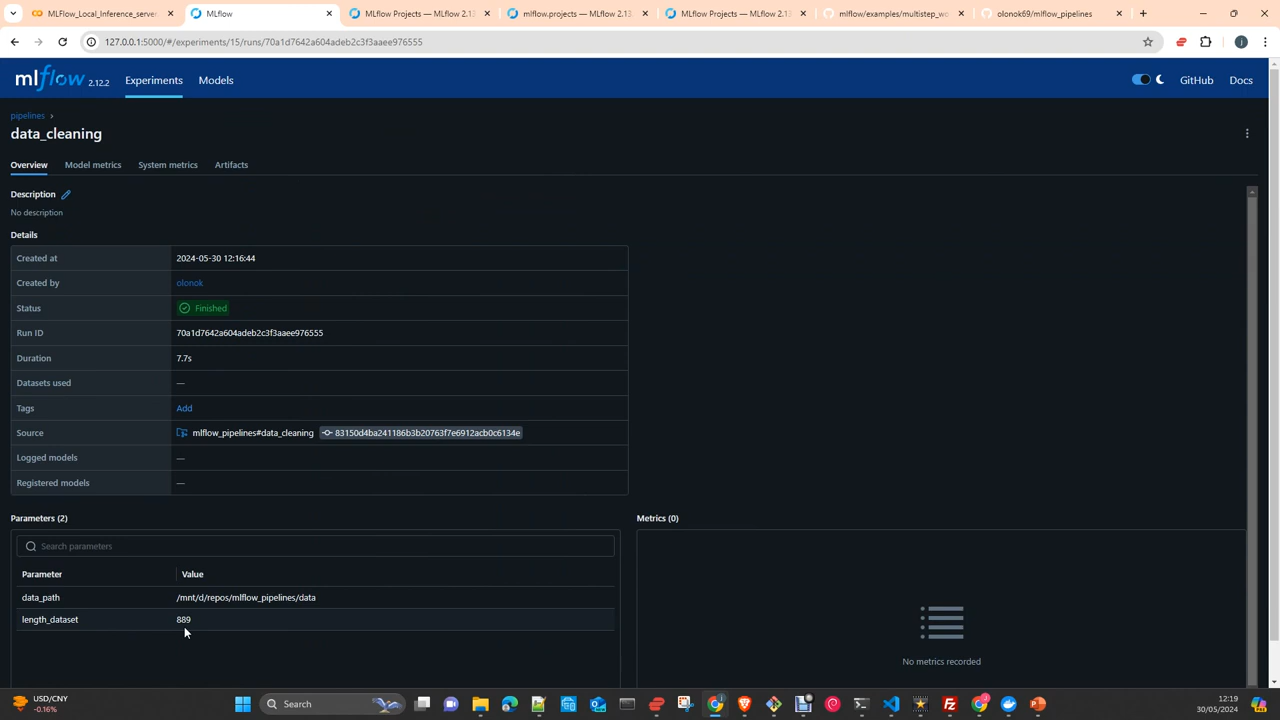 MLFlow_Local_Inference_server
MLflow
MLflow Projects — MLflow 2.13
mlflow.projects — MLflow 2.13
MLflow Projects — MLflow 2.13
mlflow/examples/multistep_wo
olonok69/mlflow_pipelines
127.0.0.1:5000/#/experiments/15/runs/70a1d7642a604adeb2c3f3aaee976555
mlflow 2.12.2
Experiments
Models
GitHub
Docs
pipelines
data_cleaning
Overview
Model metrics
System metrics
Artifacts
Description
No description
Details
Created at 2024-05-30 12:16:44
Created by olonok
Status Finished
Run ID 70a1d7642a604adeb2c3f3aaee976555
Duration 7.7s
Datasets used —
Tags Add
Source mlflow_pipelines#data_cleaning 83150d4ba241186b3b20763f7e6912acb0c6134e
Logged models —
Registered models —
Parameters (2)
Metrics (0)
Search parameters
Parameter Value
data_path /mnt/d/repos/mlflow_pipelines/data
length_dataset 889
No metrics recorded
USD/CNY
-0.16%
Search
12:19
30/05/2024